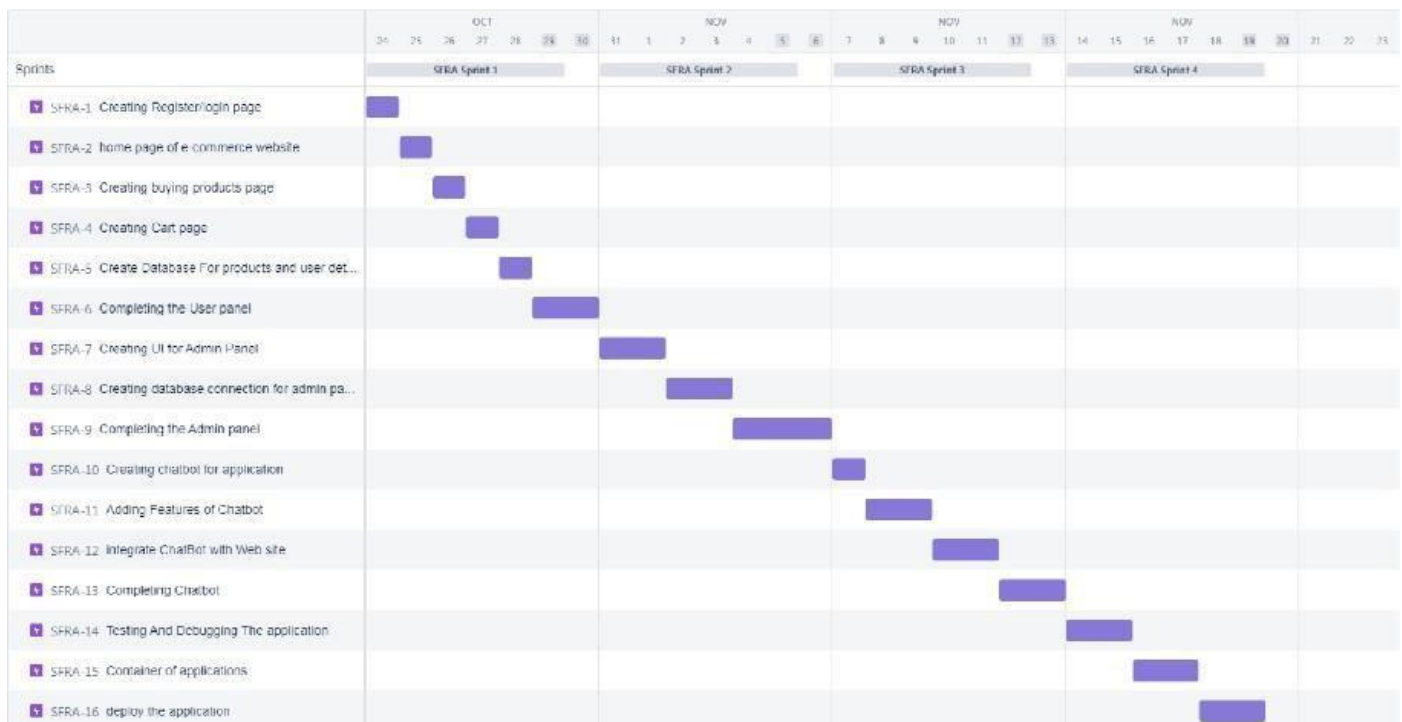 OCT NOV NOV NOV
24 25 26 27 28 29 30 31 1 2 3 4 5 6 7 8 9 10 11 12 13 14 15 16 17 18 19 20 21 22 23
Sprints SFRA Sprint 1 SFRA Sprint 2 SFRA Sprint 3 SFRA Sprint 4
SFRA-1 Creating Register/login page
SFRA-2 home page of e commerce website
SFRA-3 Creating buying products page
SFRA-4 Creating Cart page
SFRA-5 Create Database For products and user det...
SFRA-6 Completing the User panel
SFRA-7 Creating UI for Admin Panel
SFRA-8 Creating database connection for admin pa...
SFRA-9 Completing the Admin panel
SFRA-10 Creating chatbot for application
SFRA-11 Adding Features of Chatbot
SFRA-12 Integrate ChatBot with Web site
SFRA-13 Completing Chatbot
SFRA-14 Testing And Debugging The application
SFRA-15 Container of applications
SFRA-16 deploy the application